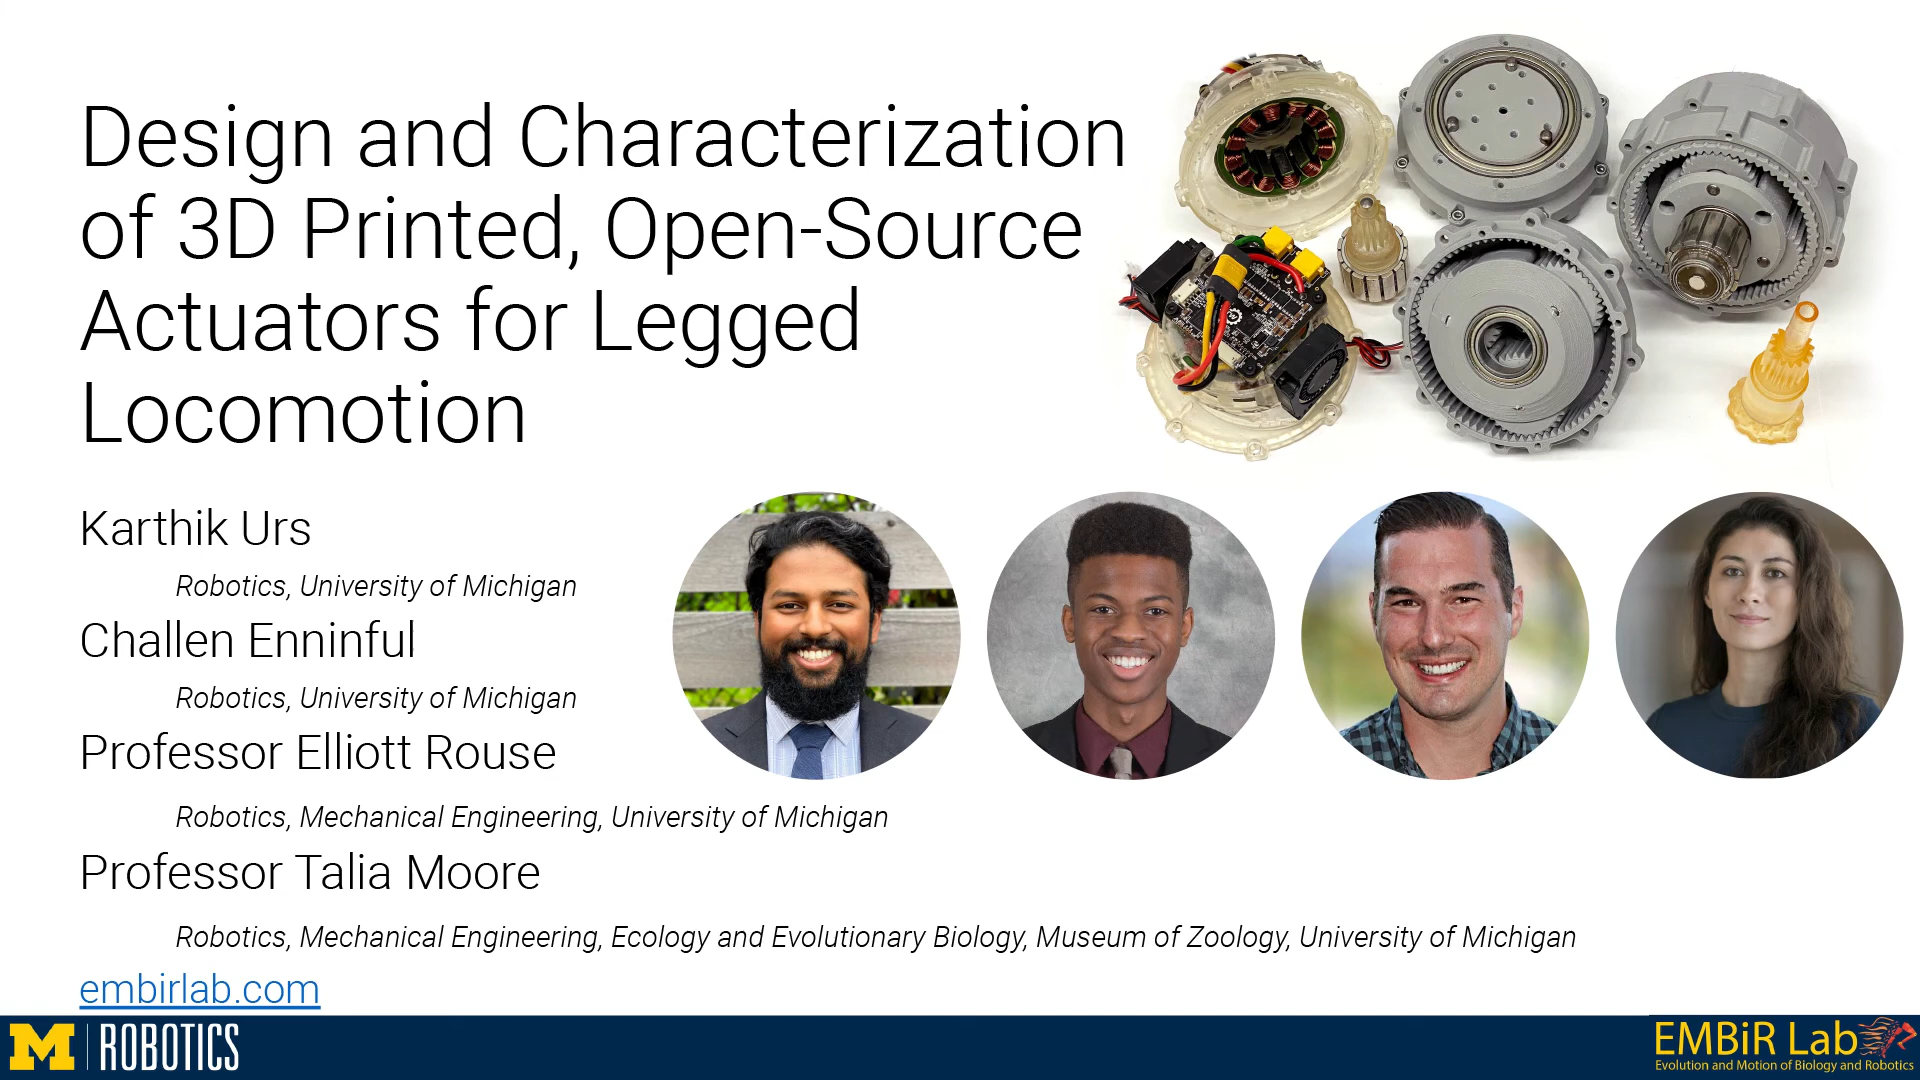 Design and Characterization
of 3D Printed, Open-Source
Actuators for Legged
Locomotion
Karthik Urs
Robotics, University of Michigan
Challen Enninful
Robotics, University of Michigan
Professor Elliott Rouse
Robotics, Mechanical Engineering, University of Michigan
Professor Talia Moore
Robotics, Mechanical Engineering, Ecology and Evolutionary Biology, Museum of Zoology, University of Michigan
embirlab.com
M | ROBOTICS
EMBiR Lab
Evolution and Motion of Biology and Robotics